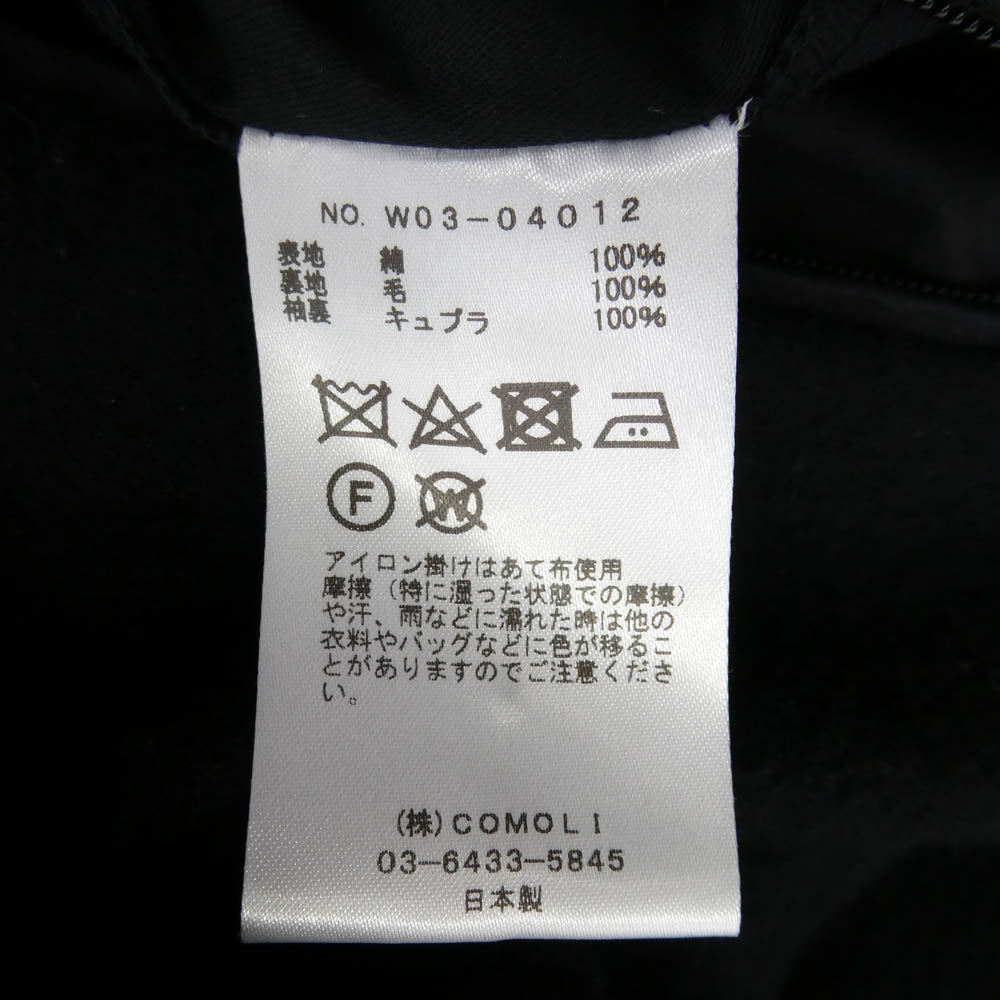 NO. W03-04012
表地 綿 100%
裏地 毛 100%
袖裏 キュプラ 100%
F W
アイロン掛けはあて布使用
摩擦(特に湿った状態での摩擦)
や汗、雨などに濡れた時は他の
衣料やバッグなどに色が移るこ
とがありますのでご注意くださ
い。
(株)COMOLI
03-6433-5845
日本製